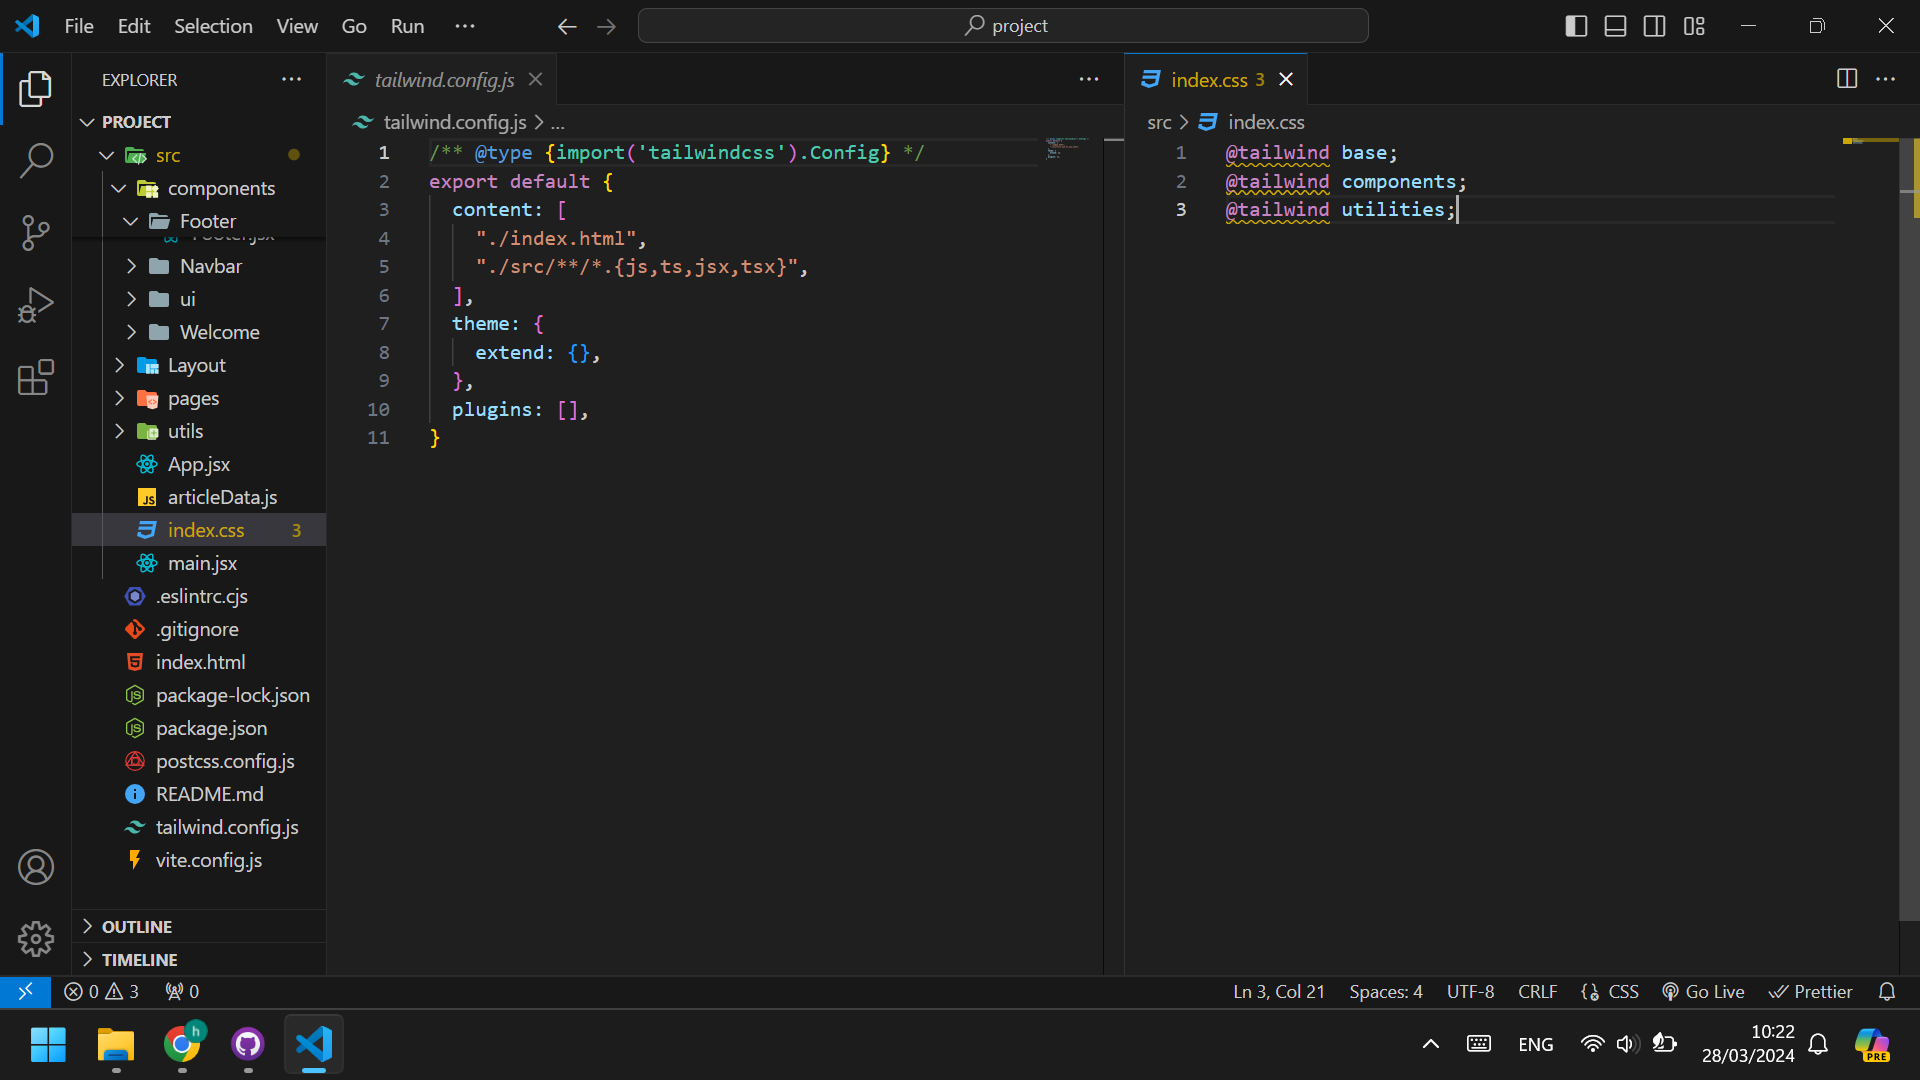 File Edit Selection View Go Run
project
EXPLORER
PROJECT
src
components
Footer
Footer.jsx
Navbar
ui
Welcome
Layout
pages
utils
App.jsx
articleData.js
index.css 3
main.jsx
.eslintrc.cjs
.gitignore
index.html
package-lock.json
package.json
postcss.config.js
README.md
tailwind.config.js
vite.config.js
OUTLINE
TIMELINE
tailwind.config.js
tailwind.config.js > ...
1 /** @type {import('tailwindcss').Config} */
2 export default {
3 content: [
4 "./index.html",
5 "./src/**/*.{js,ts,jsx,tsx}",
6 ],
7 theme: {
8 extend: {},
9 },
10 plugins: [],
11 }
index.css 3
src > index.css
1 @tailwind base;
2 @tailwind components;
3 @tailwind utilities;
0 3 0
Ln 3, Col 21 Spaces: 4 UTF-8 CRLF CSS Go Live Prettier
h
ENG
10:22
28/03/2024
PRE